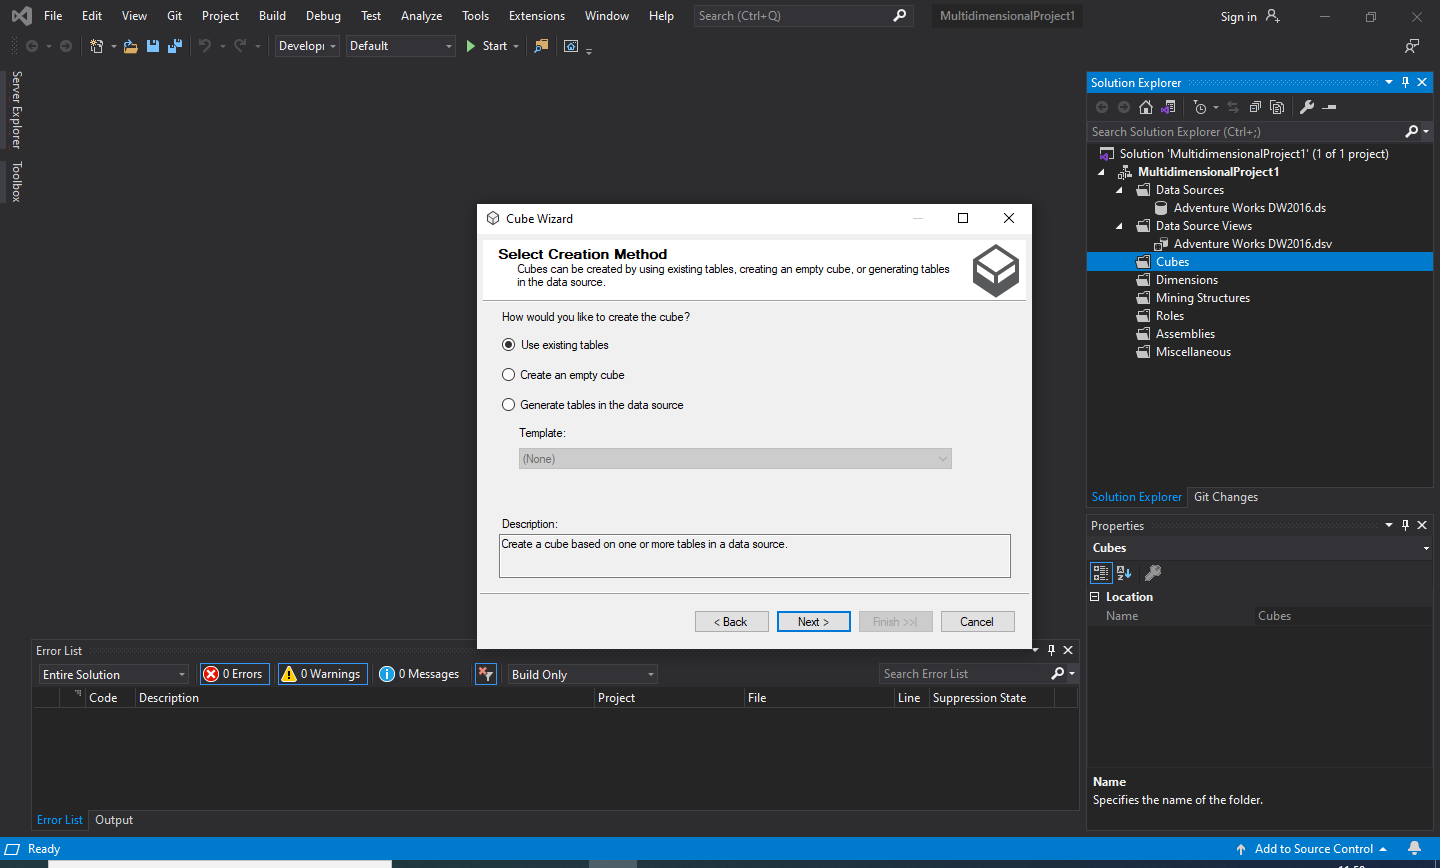 File Edit View Git Project Build Debug Test Analyze Tools Extensions Window Help Search (Ctrl+Q) MultidimensionalProject1 Sign in
Default Start
Server Explorer
Toolbox
Solution Explorer
Search Solution Explorer (Ctrl+;)
Solution 'MultidimensionalProject1' (1 of 1 project)
MultidimensionalProject1
Data Sources
Adventure Works DW2016.ds
Data Source Views
Adventure Works DW2016.dsv
Cubes
Dimensions
Mining Structures
Roles
Assemblies
Miscellaneous
Solution Explorer Git Changes
Cube Wizard
Select Creation Method
Cubes can be created by using existing tables, creating an empty cube, or generating tables
in the data source.
How would you like to create the cube?
Use existing tables
Create an empty cube
Generate tables in the data source
Template:
(None)
Description:
Create a cube based on one or more tables in a data source.
< Back Next > Finish >>| Cancel
Properties
Cubes
Location
Name Cubes
Name
Specifies the name of the folder.
Error List
Entire Solution 0 Errors 0 Warnings 0 Messages Build Only Search Error List
Code Description Project File Line Suppression State
Error List Output
Ready Add to Source Control